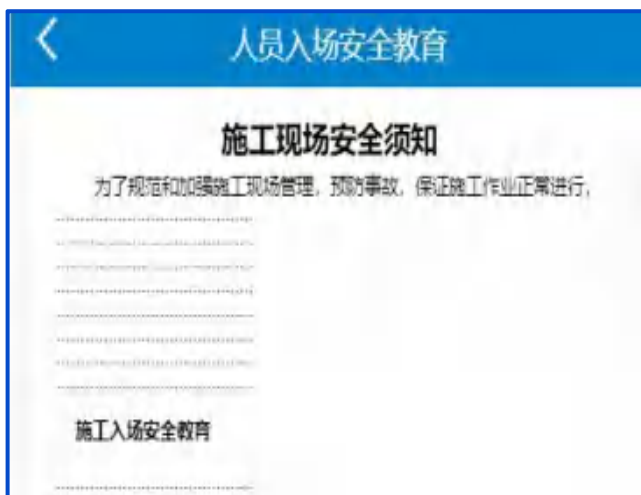 人员入场安全教育
施工现场安全须知
为了规范和加强施工现场管理，预防事故，保证施工作业正常进行，
施工入场安全教育